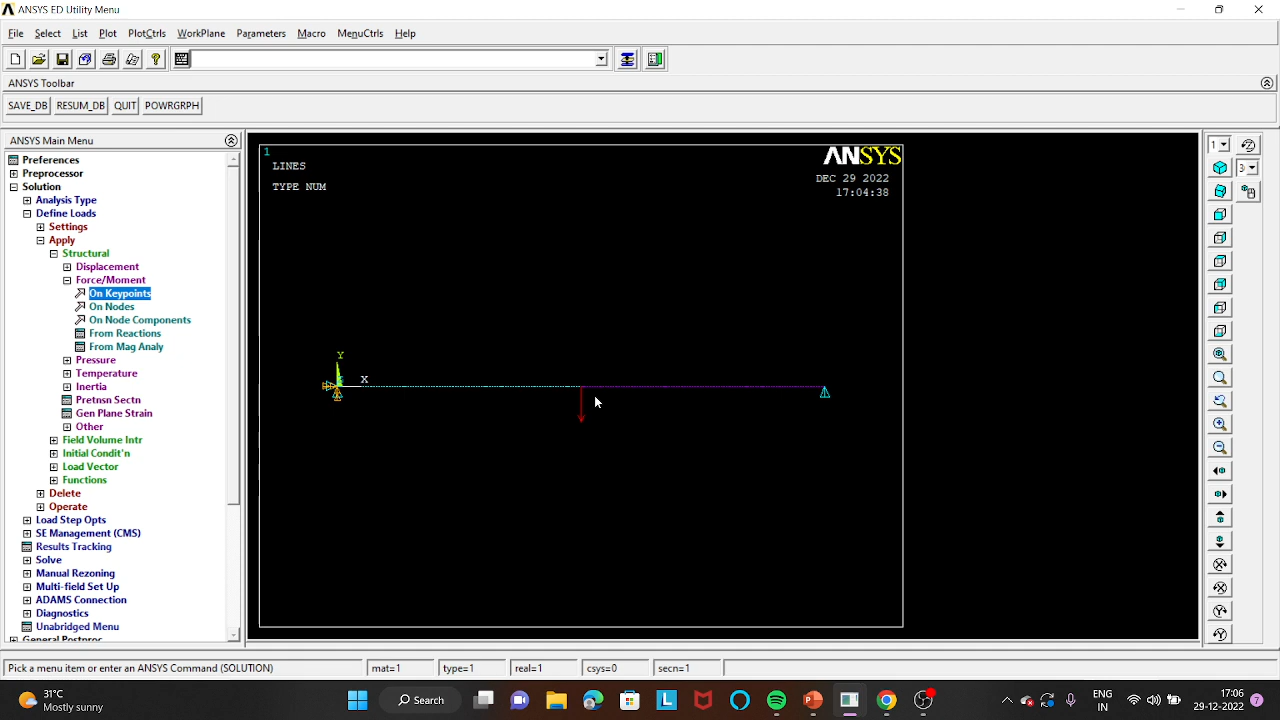 ANSYS ED Utility Menu
File Select List Plot PlotCtrls WorkPlane Parameters Macro MenuCtrls Help
ANSYS Toolbar
SAVE_DB RESUM_DB QUIT POWRGRPH
ANSYS Main Menu
Preferences
Preprocessor
Solution
Analysis Type
Define Loads
Settings
Apply
Structural
Displacement
Force/Moment
On Keypoints
On Nodes
On Node Components
From Reactions
From Mag Analy
Pressure
Temperature
Inertia
Pretnsn Sectn
Gen Plane Strain
Other
Field Volume Intr
Initial Condit'n
Load Vector
Functions
Delete
Operate
Load Step Opts
SE Management (CMS)
Results Tracking
Solve
Manual Rezoning
Multi-field Set Up
ADAMS Connection
Diagnostics
Unabridged Menu
General Postproc
1
LINES
TYPE NUM
ANSYS
DEC 29 2022
17:04:38
Y
X
1
3
Pick a menu item or enter an ANSYS Command (SOLUTION) mat=1 type=1 real=1 csys=0 secn=1
31°C
Mostly sunny
Search
ENG
IN
17:06
29-12-2022
7